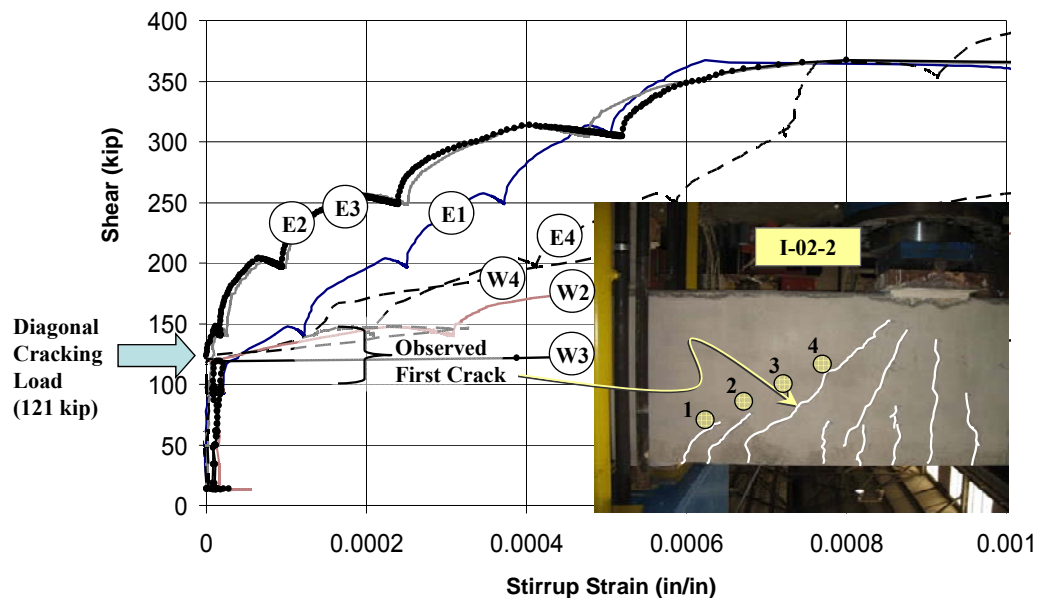 400
350
300
250
200
150
100
50
0
Shear (kip)
0
0.0002
0.0004
0.0006
0.0008
0.001
Stirrup Strain (in/in)
Diagonal
Cracking
Load
(121 kip)
E2
E3
E1
E4
W4
W2
W3
Observed
First Crack
I-02-2
1
2
3
4